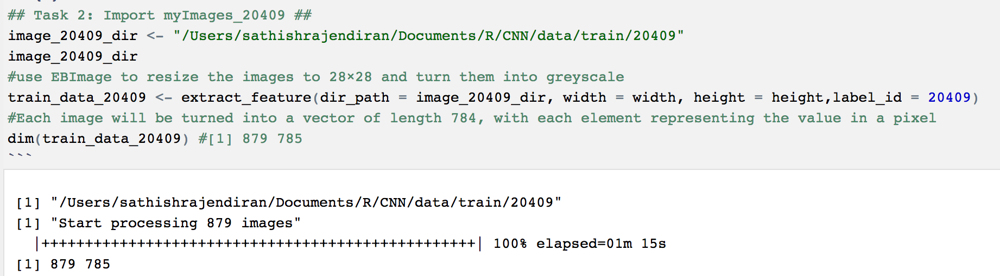 ## Task 2: Import myImages_20409 ##
image_20409_dir <- "/Users/sathishrajendiran/Documents/R/CNN/data/train/20409"
image_20409_dir
#use EBImage to resize the images to 28×28 and turn them into greyscale
train_data_20409 <- extract_feature(dir_path = image_20409_dir, width = width, height = height,label_id = 20409)
#Each image will be turned into a vector of length 784, with each element representing the value in a pixel
dim(train_data_20409) #[1] 879 785
```
[1] "/Users/sathishrajendiran/Documents/R/CNN/data/train/20409"
[1] "Start processing 879 images"
|++++++++++++++++++++++++++++++++++++++++++++++++++| 100% elapsed=01m 15s
[1] 879 785